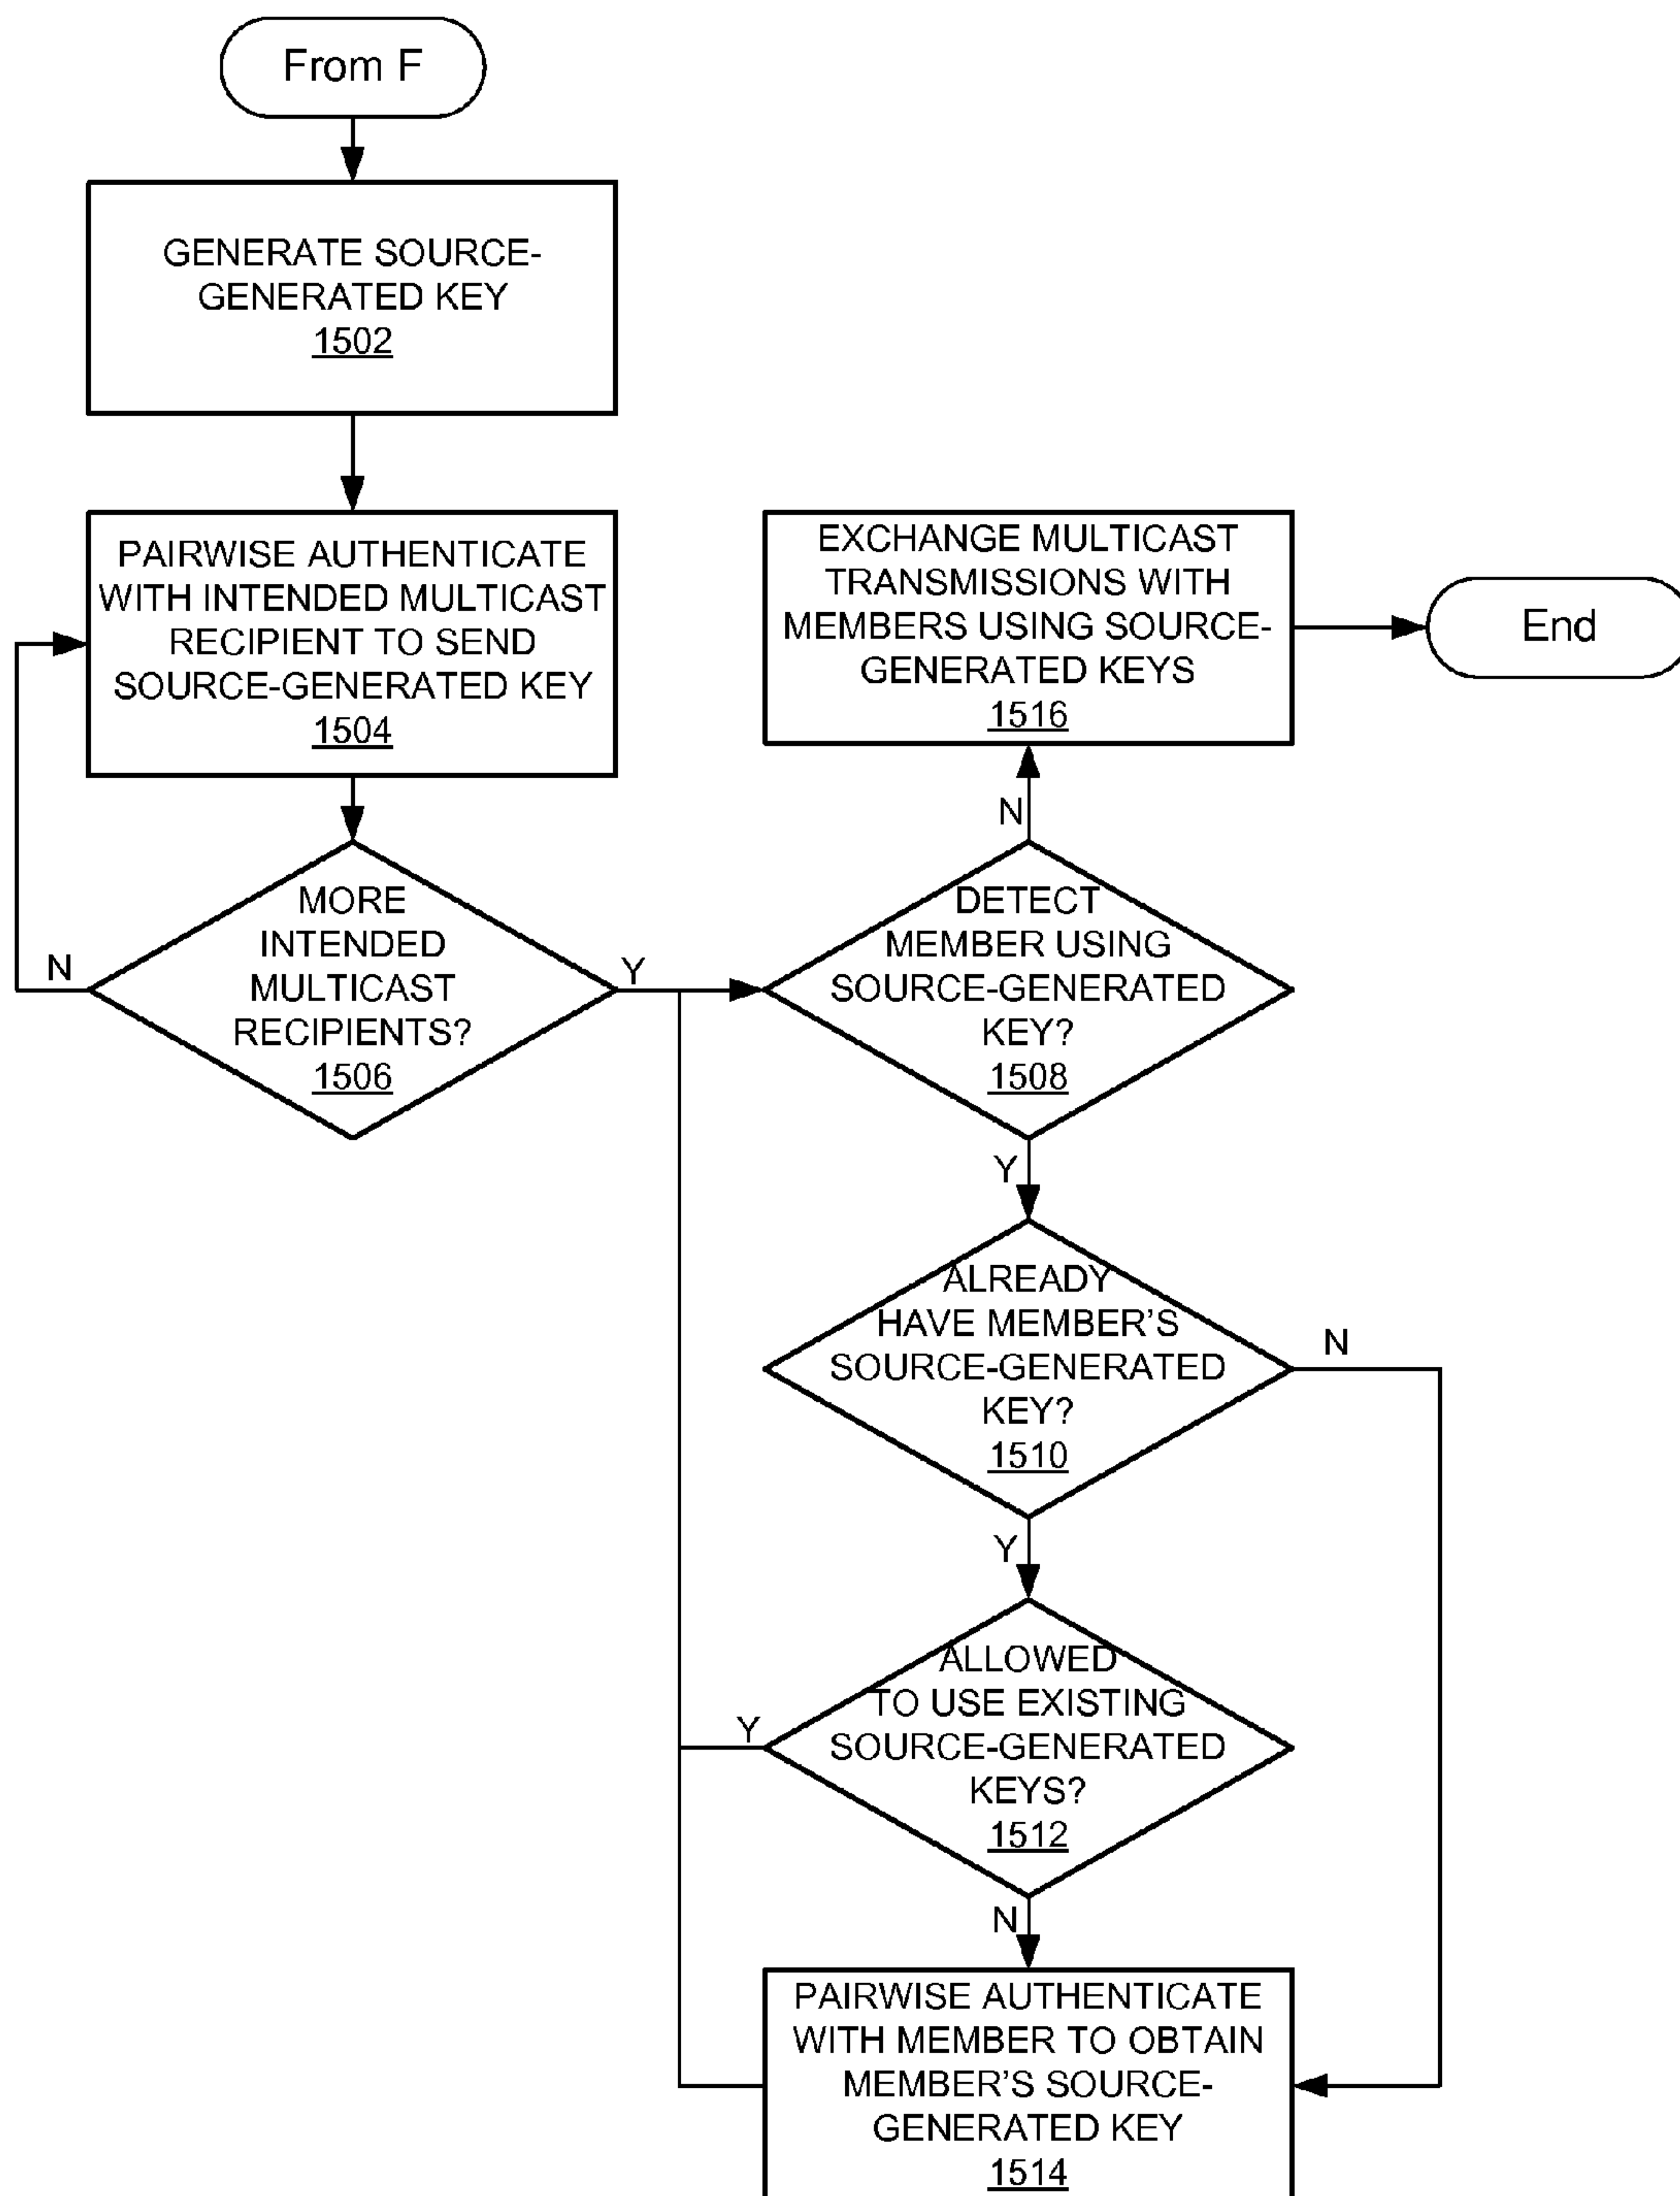 From F
GENERATE SOURCE-
GENERATED KEY
1502
PAIRWISE AUTHENTICATE
WITH INTENDED MULTICAST
RECIPIENT TO SEND
SOURCE-GENERATED KEY
1504
MORE
INTENDED
MULTICAST
RECIPIENTS?
1506
N
Y
EXCHANGE MULTICAST
TRANSMISSIONS WITH
MEMBERS USING SOURCE-
GENERATED KEYS
1516
End
N
DETECT
MEMBER USING
SOURCE-GENERATED
KEY?
1508
Y
ALREADY
HAVE MEMBER'S
SOURCE-GENERATED
KEY?
1510
N
Y
ALLOWED
TO USE EXISTING
SOURCE-GENERATED
KEYS?
1512
Y
N
PAIRWISE AUTHENTICATE
WITH MEMBER TO OBTAIN
MEMBER'S SOURCE-
GENERATED KEY
1514